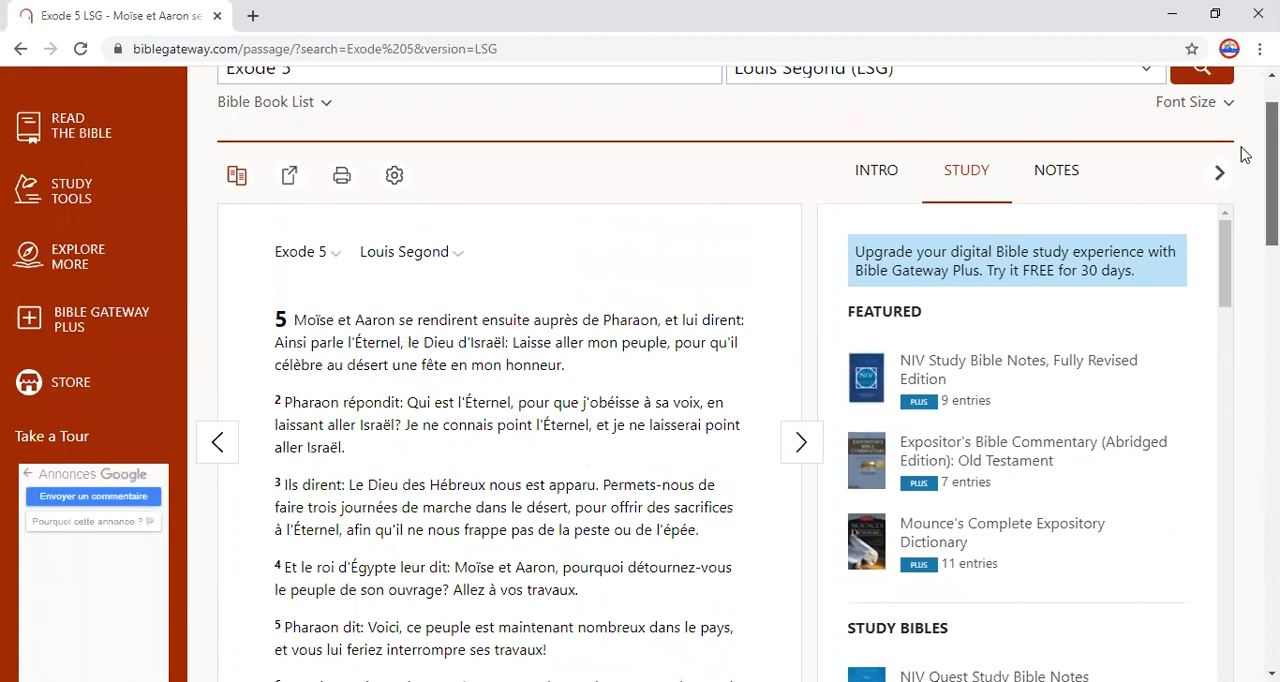 Exode 5 LSG - Moïse et Aaron se
biblegateway.com/passage/?search=Exode%205&version=LSG
Exode 5
Louis Segond (LSG)
Bible Book List
Font Size
READ
THE BIBLE
STUDY
TOOLS
EXPLORE
MORE
BIBLE GATEWAY
PLUS
STORE
Take a Tour
Annonces Google
Envoyer un commentaire
Pourquoi cette annonce ?
INTRO
STUDY
NOTES
Exode 5
Louis Segond
5 Moïse et Aaron se rendirent ensuite auprès de Pharaon, et lui dirent:
Ainsi parle l'Éternel, le Dieu d'Israël: Laisse aller mon peuple, pour qu'il
célèbre au désert une fête en mon honneur.
2 Pharaon répondit: Qui est l'Éternel, pour que j'obéisse à sa voix, en
laissant aller Israël? Je ne connais point l'Éternel, et je ne laisserai point
aller Israël.
3 Ils dirent: Le Dieu des Hébreux nous est apparu. Permets-nous de
faire trois journées de marche dans le désert, pour offrir des sacrifices
à l'Éternel, afin qu'il ne nous frappe pas de la peste ou de l'épée.
4 Et le roi d'Égypte leur dit: Moïse et Aaron, pourquoi détournez-vous
le peuple de son ouvrage? Allez à vos travaux.
5 Pharaon dit: Voici, ce peuple est maintenant nombreux dans le pays,
et vous lui feriez interrompre ses travaux!
Upgrade your digital Bible study experience with
Bible Gateway Plus. Try it FREE for 30 days.
FEATURED
NIV Study Bible Notes, Fully Revised
Edition
PLUS 9 entries
Expositor's Bible Commentary (Abridged
Edition): Old Testament
PLUS 7 entries
Mounce's Complete Expository
Dictionary
PLUS 11 entries
STUDY BIBLES
NIV Quest Study Bible Notes